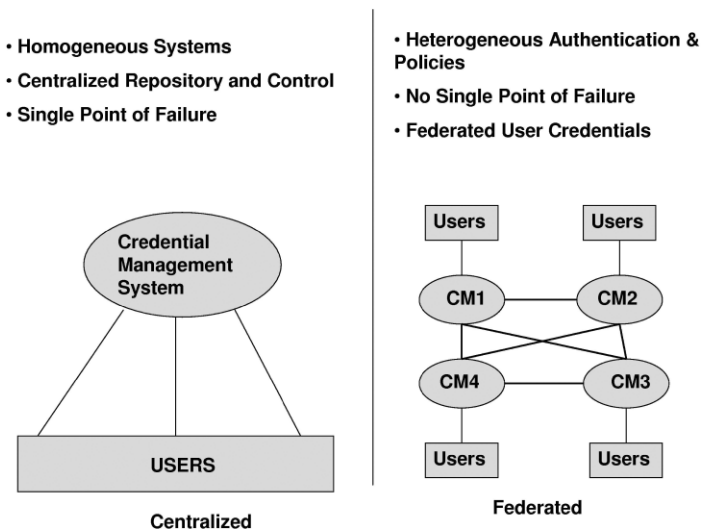 • Homogeneous Systems
• Centralized Repository and Control
• Single Point of Failure
Credential
Management
System
USERS
Centralized
• Heterogeneous Authentication &
Policies
• No Single Point of Failure
• Federated User Credentials
Users
Users
CM1
CM2
CM4
CM3
Users
Users
Federated